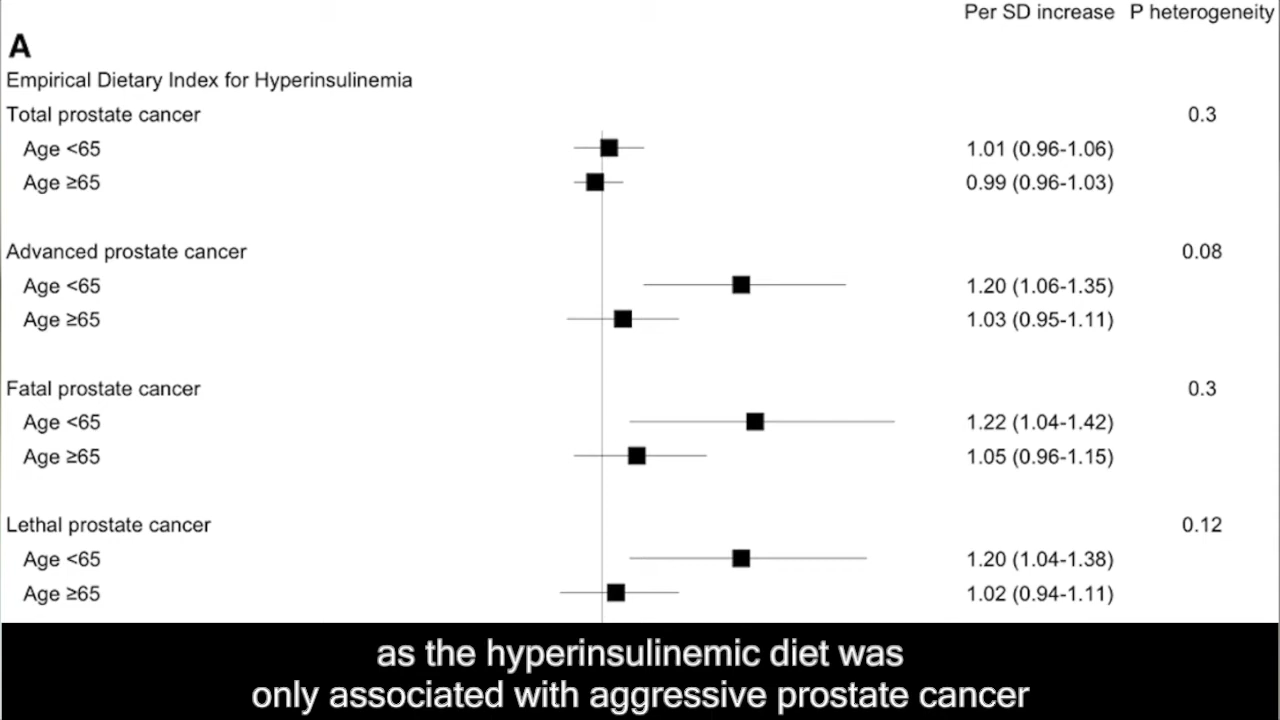 Per SD increase P heterogeneity
A
Empirical Dietary Index for Hyperinsulinemia
Total prostate cancer 0.3
Age <65 1.01 (0.96-1.06)
Age ≥65 0.99 (0.96-1.03)
Advanced prostate cancer 0.08
Age <65 1.20 (1.06-1.35)
Age ≥65 1.03 (0.95-1.11)
Fatal prostate cancer 0.3
Age <65 1.22 (1.04-1.42)
Age ≥65 1.05 (0.96-1.15)
Lethal prostate cancer 0.12
Age <65 1.20 (1.04-1.38)
Age ≥65 1.02 (0.94-1.11)
as the hyperinsulinemic diet was
only associated with aggressive prostate cancer